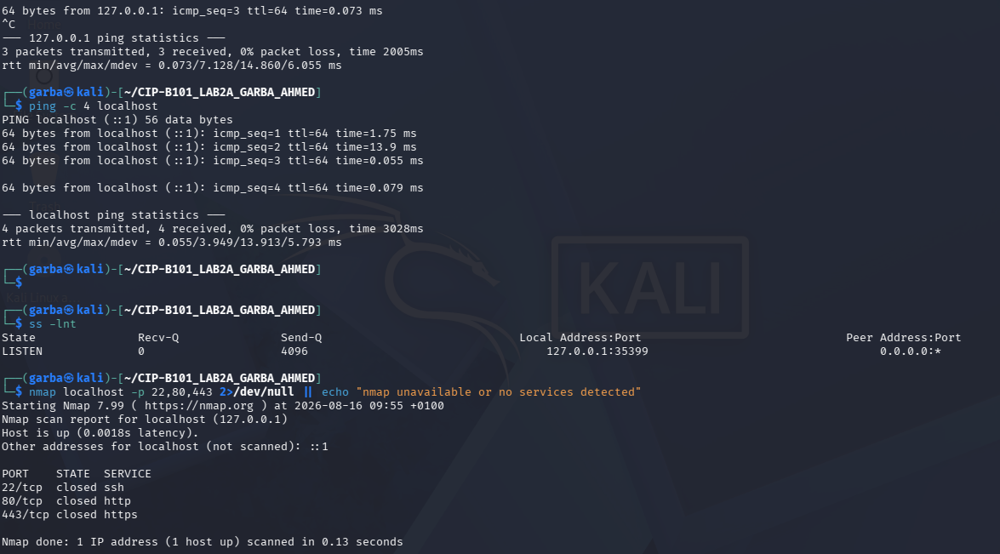 64 bytes from 127.0.0.1: icmp_seq=3 ttl=64 time=0.073 ms
^C
--- 127.0.0.1 ping statistics ---
3 packets transmitted, 3 received, 0% packet loss, time 2005ms
rtt min/avg/max/mdev = 0.073/7.128/14.860/6.055 ms

┌──(garba㉿kali)-[~/CIP-B101_LAB2A_GARBA_AHMED]
└─$ ping -c 4 localhost
PING localhost (::1) 56 data bytes
64 bytes from localhost (::1): icmp_seq=1 ttl=64 time=1.75 ms
64 bytes from localhost (::1): icmp_seq=2 ttl=64 time=13.9 ms
64 bytes from localhost (::1): icmp_seq=3 ttl=64 time=0.055 ms

64 bytes from localhost (::1): icmp_seq=4 ttl=64 time=0.079 ms

--- localhost ping statistics ---
4 packets transmitted, 4 received, 0% packet loss, time 3028ms
rtt min/avg/max/mdev = 0.055/3.949/13.913/5.793 ms

┌──(garba㉿kali)-[~/CIP-B101_LAB2A_GARBA_AHMED]
└─$

┌──(garba㉿kali)-[~/CIP-B101_LAB2A_GARBA_AHMED]
└─$ ss -lnt
State Recv-Q Send-Q Local Address:Port Peer Address:Port
LISTEN 0 4096 127.0.0.1:35399 0.0.0.0:*

┌──(garba㉿kali)-[~/CIP-B101_LAB2A_GARBA_AHMED]
└─$ nmap localhost -p 22,80,443 2>/dev/null || echo "nmap unavailable or no services detected"
Starting Nmap 7.99 ( https://nmap.org ) at 2026-08-16 09:55 +0100
Nmap scan report for localhost (127.0.0.1)
Host is up (0.0018s latency).
Other addresses for localhost (not scanned): ::1

PORT STATE SERVICE
22/tcp closed ssh
80/tcp closed http
443/tcp closed https

Nmap done: 1 IP address (1 host up) scanned in 0.13 seconds
KALI